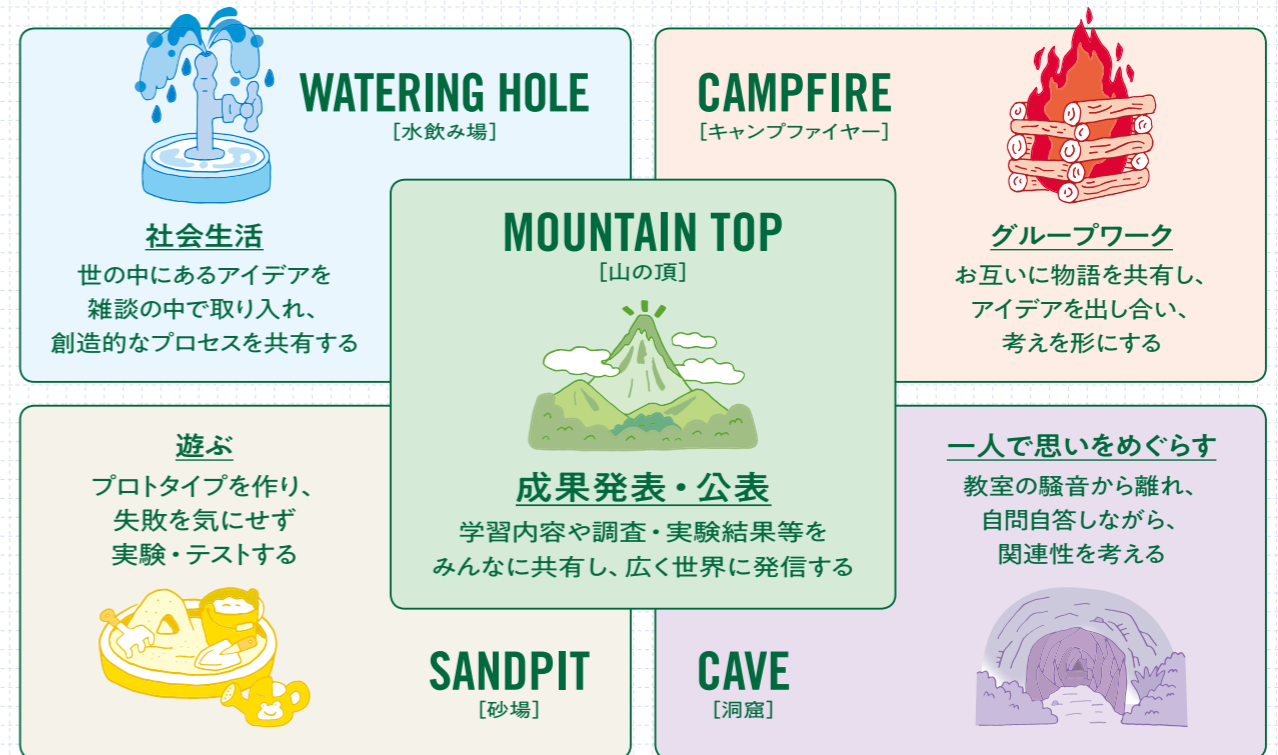 WATERING HOLE
[水飲み場]
社会生活
世の中にあるアイデアを
雑談の中で取り入れ、
創造的なプロセスを共有する
CAMPFIRE
[キャンプファイヤー]
グループワーク
お互いに物語を共有し、
アイデアを出し合い、
考えを形にする
MOUNTAIN TOP
[山の頂]
成果発表・公表
学習内容や調査・実験結果等を
みんなに共有し、広く世界に発信する
遊ぶ
プロトタイプを作り、
失敗を気にせず
実験・テストする
SANDPIT
[砂場]
一人で思いをめぐらす
教室の騒音から離れ、
自問自答しながら、
関連性を考える
CAVE
[洞窟]